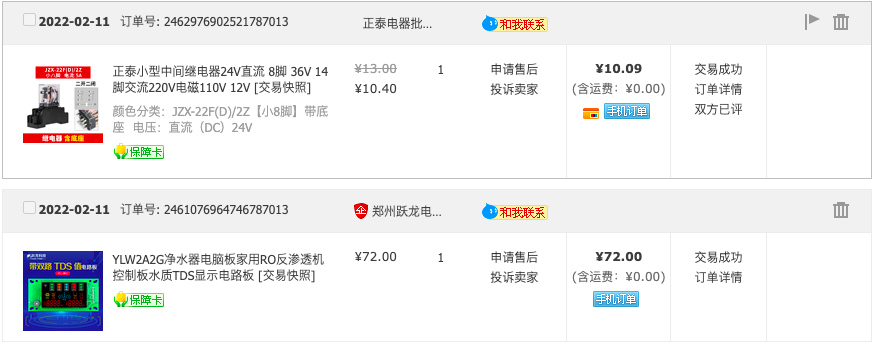 2022-02-11 订单号: 2462976902521787013 正泰电器批... 和我联系
JZX-22F(D)/2Z
小八脚 电流 5A
二开二闭
继电器 含底座
正泰小型中间继电器24V直流 8脚 36V 14
脚交流220V电磁110V 12V [交易快照]
颜色分类：JZX-22F(D)/2Z【小8脚】带底
座 电压：直流（DC）24V
保障卡
¥13.00
¥10.40
1
申请售后
投诉卖家
¥10.09
(含运费：¥0.00)
手机订单
交易成功
订单详情
双方已评
2022-02-11 订单号: 2461076964746787013 企 郑州跃龙电... 和我联系
带双路 TDS 值电路板
YLW2A2G净水器电脑板家用RO反渗透机
控制板水质TDS显示电路板 [交易快照]
保障卡
¥72.00
1
申请售后
投诉卖家
¥72.00
(含运费：¥0.00)
手机订单
交易成功
订单详情